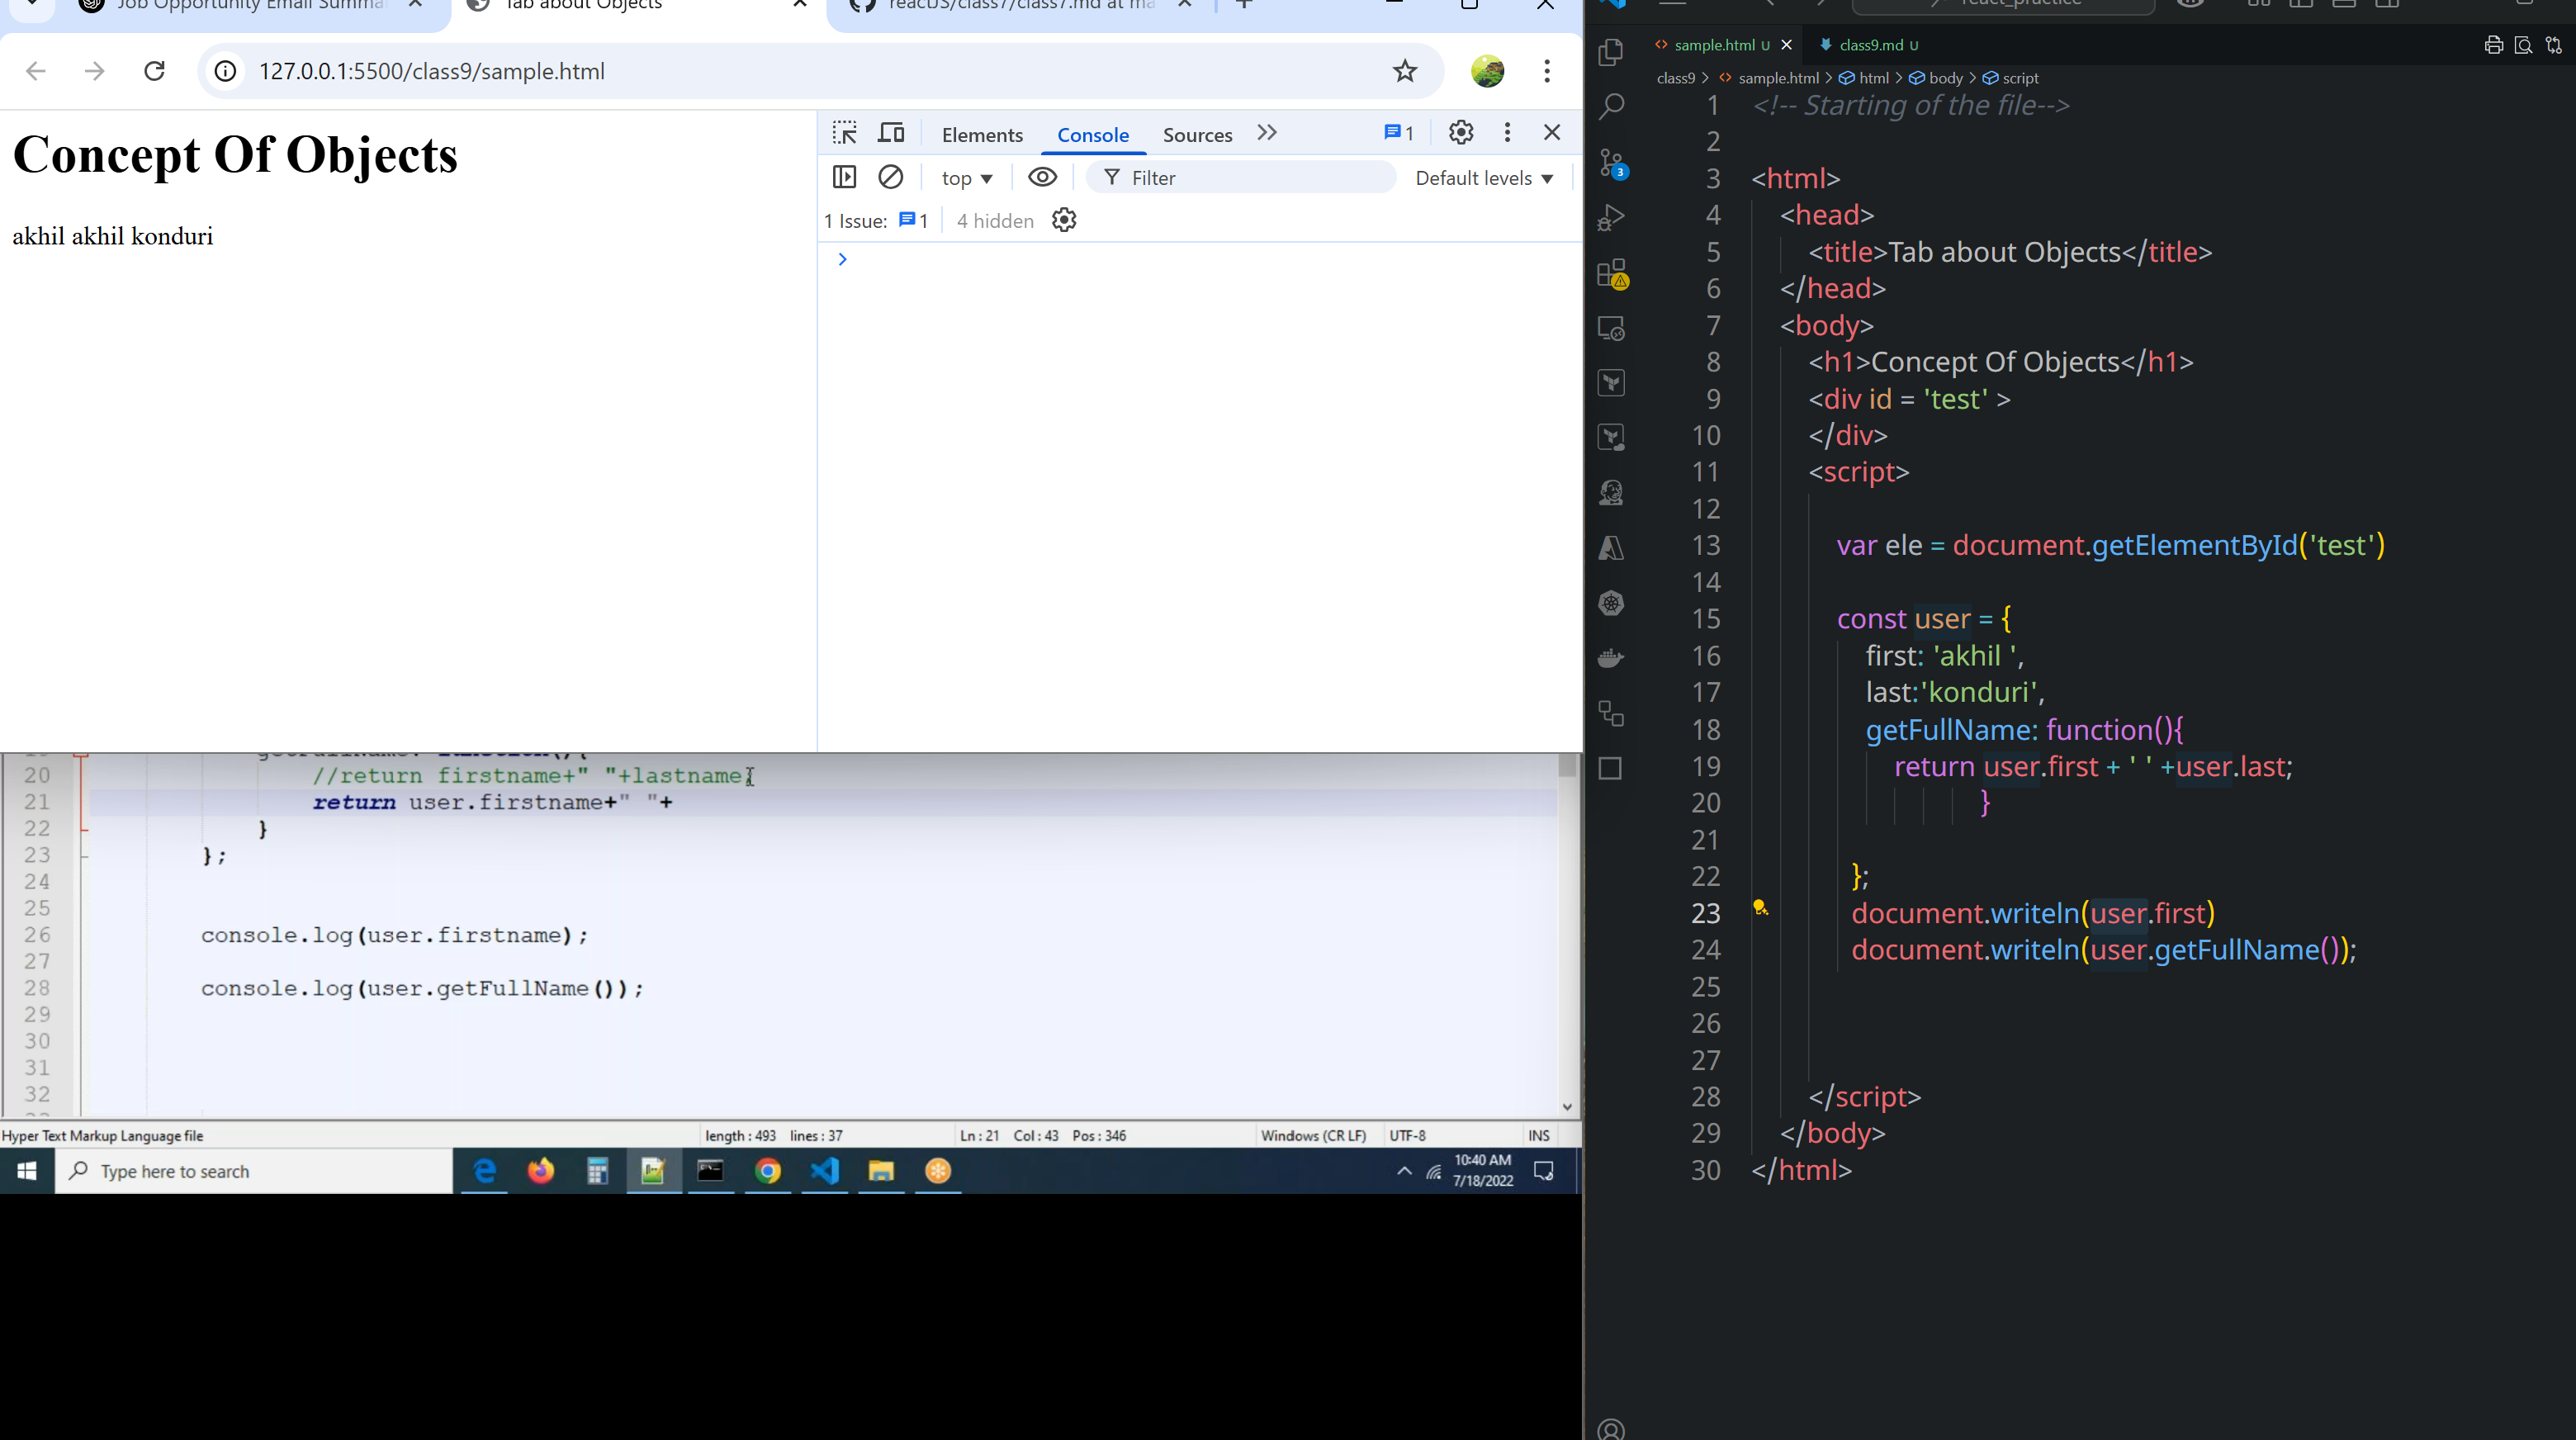 Job Opportunity Email Summa
Tab about Objects
reactJS/class7/class7.md at ma
127.0.0.1:5500/class9/sample.html
Concept Of Objects
akhil akhil konduri
Elements
Console
Sources
1
top
Filter
Default levels
1 Issue:
1
4 hidden
20
21
22
23
24
25
26
27
28
29
30
31
32
getFullName: function(){
//return firstname+" "+lastname;
return user.firstname+" "+
}
};
console.log(user.firstname);
console.log(user.getFullName());
Hyper Text Markup Language file
length : 493 lines : 37
Ln : 21 Col : 43 Pos : 346
Windows (CR LF)
UTF-8
INS
Type here to search
10:40 AM
7/18/2022
react_practice
sample.html U
class9.md U
class9 > sample.html > html > body > script
3
1 <!-- Starting of the file-->
2
3 <html>
4 <head>
5 <title>Tab about Objects</title>
6 </head>
7 <body>
8 <h1>Concept Of Objects</h1>
9 <div id = 'test' >
10 </div>
11 <script>
12
13 var ele = document.getElementById('test')
14
15 const user = {
16 first: 'akhil ',
17 last:'konduri',
18 getFullName: function(){
19 return user.first + ' ' +user.last;
20 }
21
22 };
23 document.writeln(user.first)
24 document.writeln(user.getFullName());
25
26
27
28 </script>
29 </body>
30 </html>